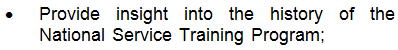 • Provide insight into the history of the
National Service Training Program;